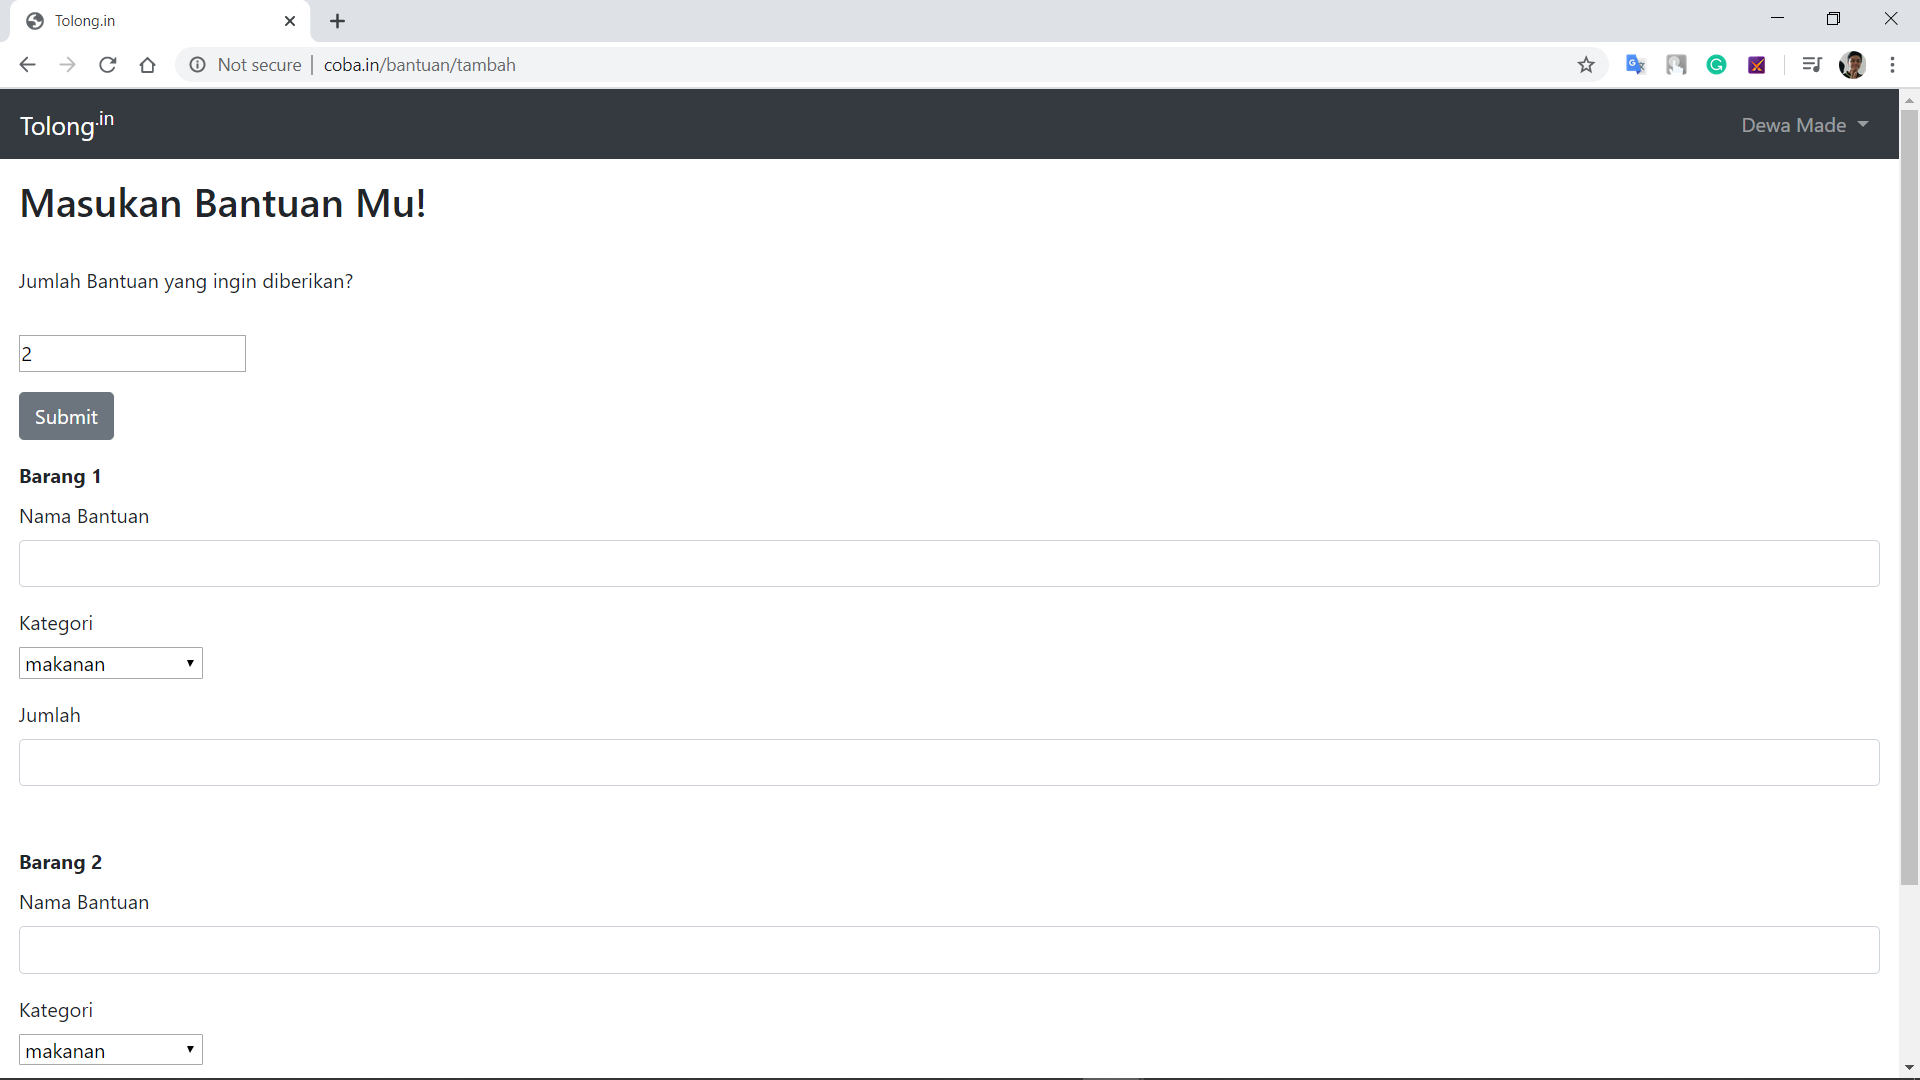 Tolong.in
Not secure
coba.in/bantuan/tambah
Tolong.in
Dewa Made
Masukan Bantuan Mu!
Jumlah Bantuan yang ingin diberikan?
2
Submit
Barang 1
Nama Bantuan
Kategori
makanan
Jumlah
Barang 2
Nama Bantuan
Kategori
makanan